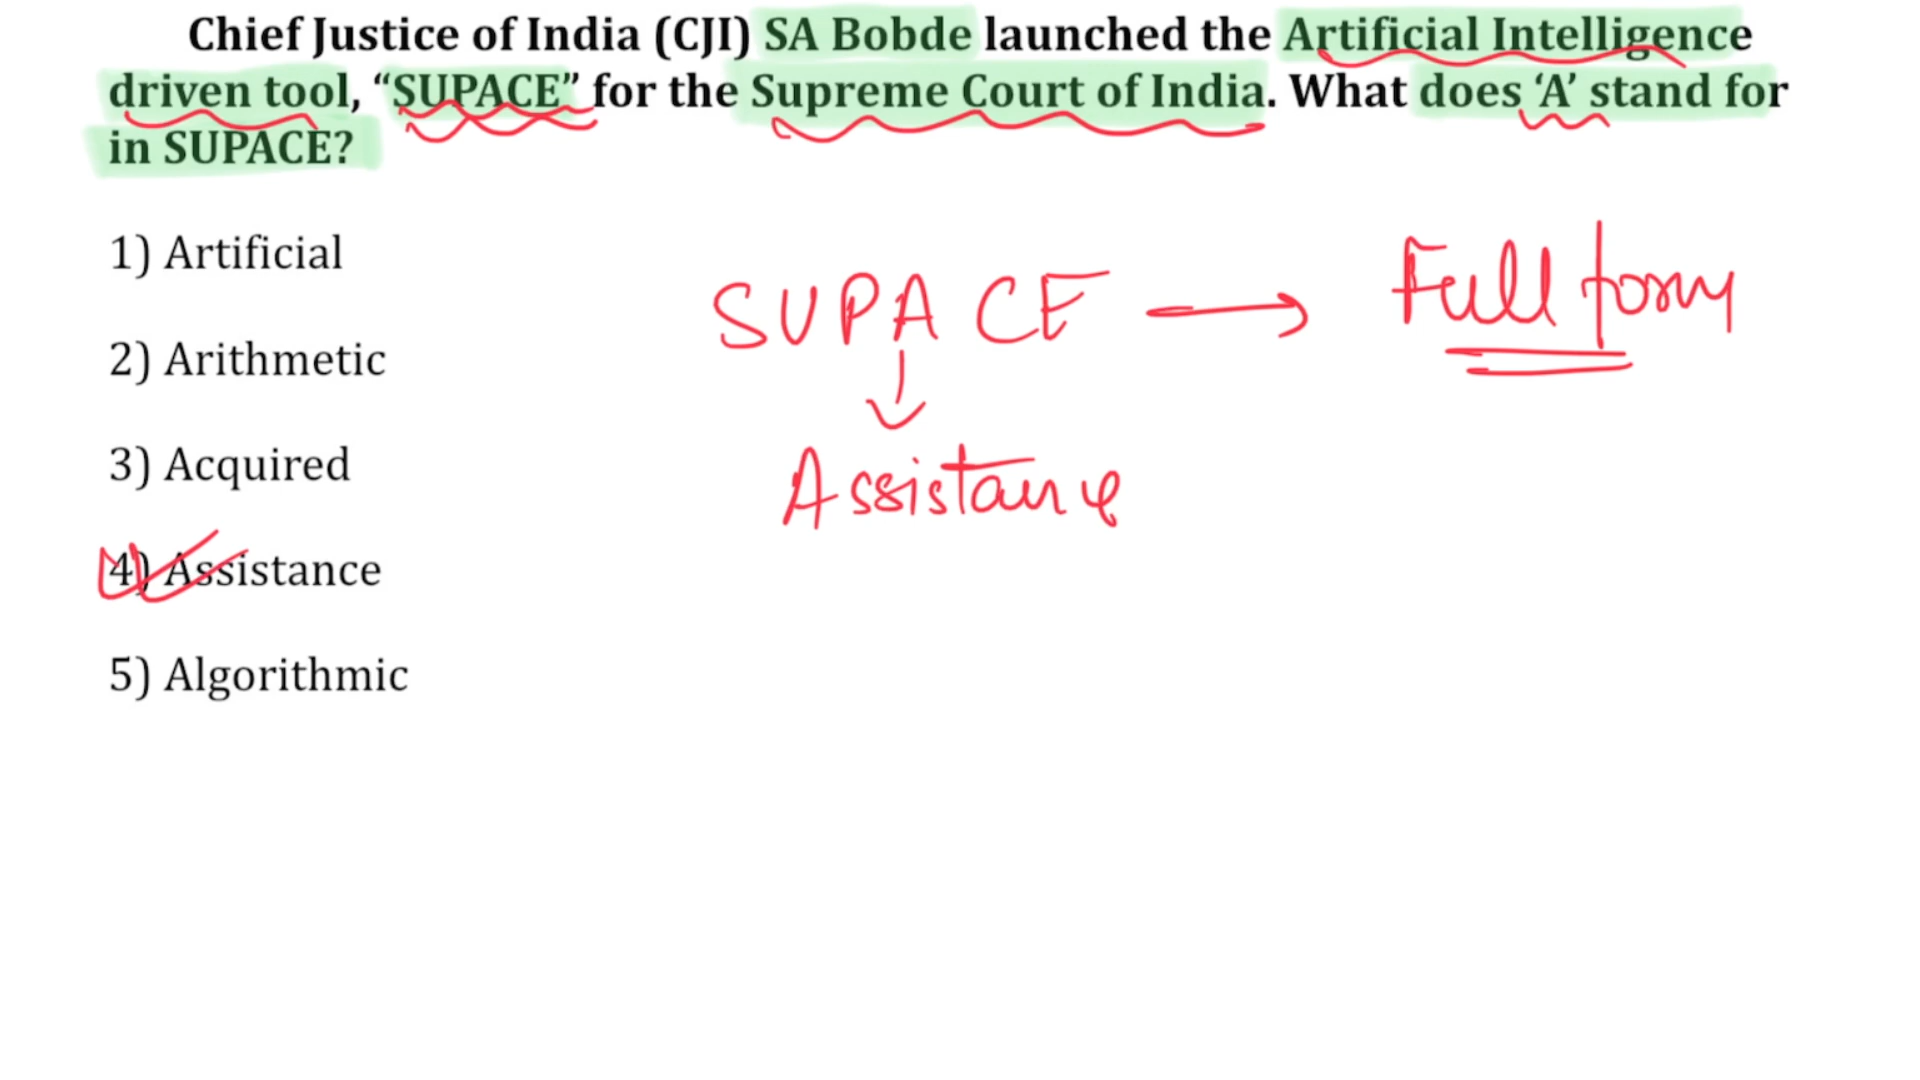 Chief Justice of India (CJI) SA Bobde launched the Artificial Intelligence
driven tool, “SUPACE” for the Supreme Court of India. What does ‘A’ stand for
in SUPACE?
1) Artificial
2) Arithmetic
3) Acquired
4) Assistance
5) Algorithmic
SUPACE → Full form
Assistance